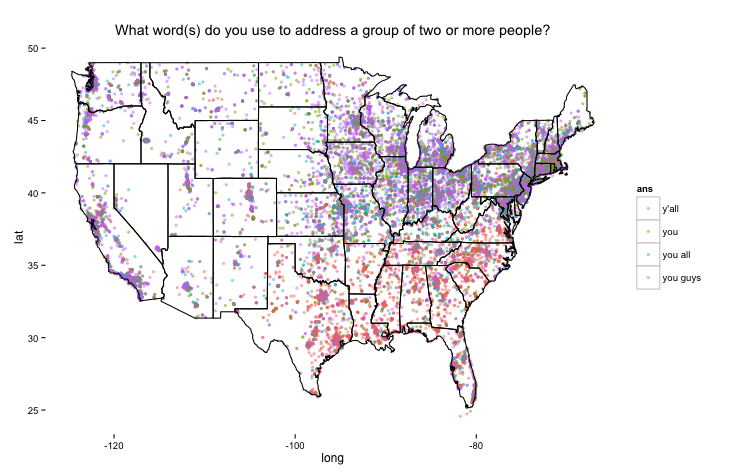 What word(s) do you use to address a group of two or more people?
50
45
40
35
30
25
lat
-120
-100
-80
long
ans
y'all
you
you all
you guys